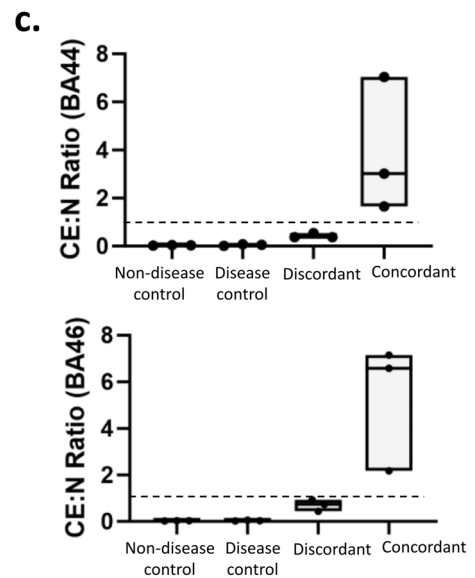 c.
CE:N Ratio (BA44)
8
6
4
2
0
Non-disease control
Disease control
Discordant
Concordant
CE:N Ratio (BA46)
8
6
4
2
0
Non-disease control
Disease control
Discordant
Concordant